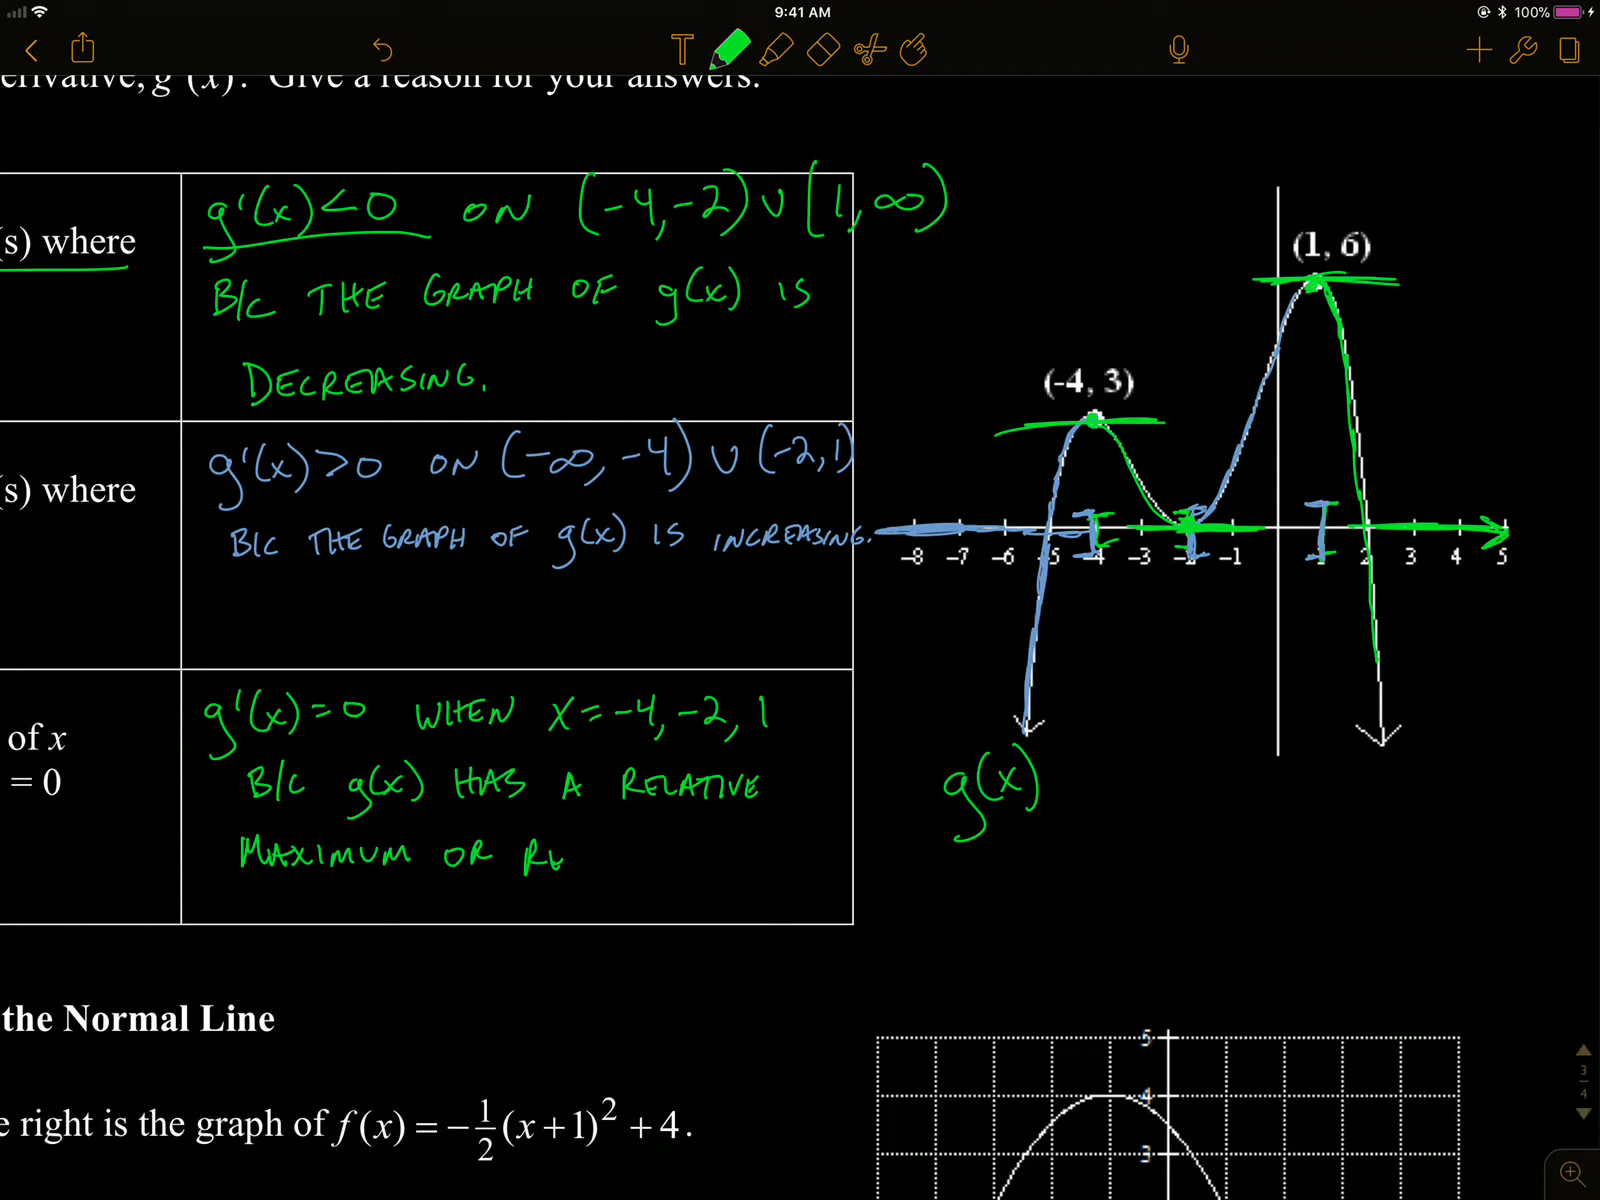 9:41 AM
100%
erivative, g'(x). Give a reason for your answers.
(s) where
g'(x)<0 ON (-4,-2) ∪ (1,∞)
B/C THE GRAPH OF g(x) IS
DECREASING.
(s) where
g'(x)>0 ON (-∞,-4) ∪ (-2,1)
B/C THE GRAPH OF g(x) IS INCREASING.
of x
= 0
g'(x)=0 WHEN X=-4,-2,1
B/C g(x) HAS A RELATIVE
MAXIMUM OR RE
(1, 6)
(-4, 3)
-8 -7 -6 -5 -4 -3 -2 -1 1 2 3 4 5
g(x)
the Normal Line
e right is the graph of f(x) = -1/2(x+1)² + 4.
5
4
3
3
4